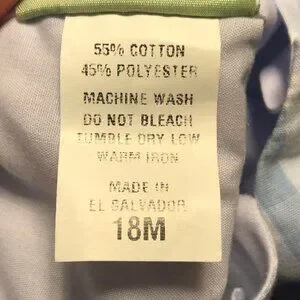 55% COTTON
45% POLYESTER
MACHINE WASH
DO NOT BLEACH
TUMBLE DRY LOW
WARM IRON
MADE IN
EL SALVADOR
18M